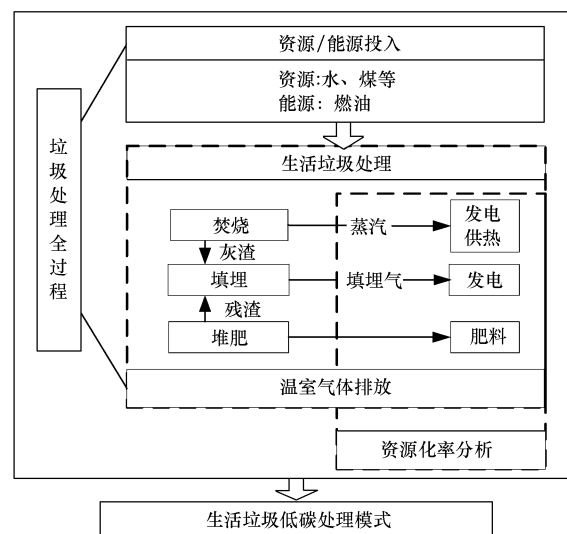 资源/能源投入
资源:水、煤等
能源：燃油
垃圾处理全过程
生活垃圾处理
焚烧
蒸汽
发电
供热
灰渣
填埋
填埋气
发电
残渣
堆肥
肥料
温室气体排放
资源化率分析
生活垃圾低碳处理模式